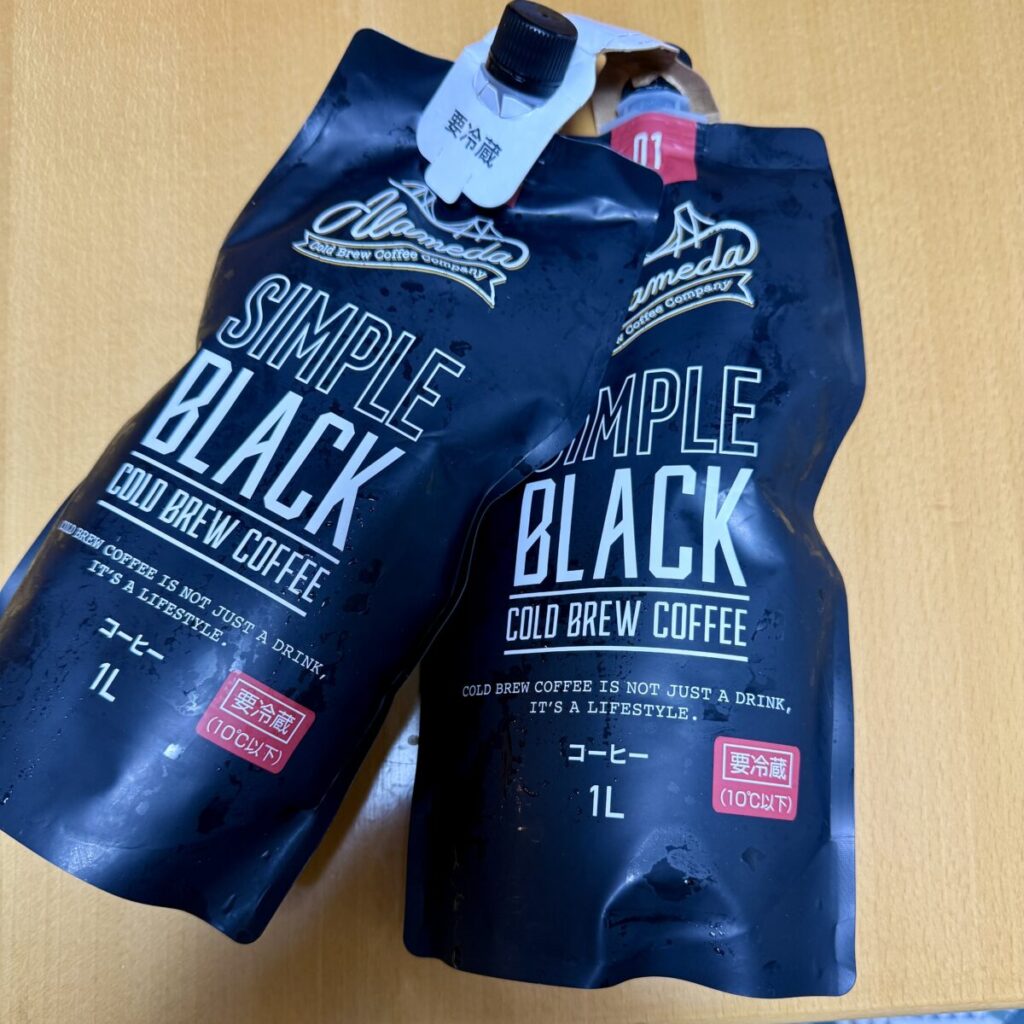 要冷蔵
Alameda
Cold Brew Coffee Company
SIMPLE
BLACK
COLD BREW COFFEE
COLD BREW COFFEE IS NOT JUST A DRINK,
IT'S A LIFESTYLE.
コーヒー
1L
要冷蔵
(10℃以下)
01
ameda
Coffee Company
SIMPLE
BLACK
COLD BREW COFFEE
COLD BREW COFFEE IS NOT JUST A DRINK,
IT'S A LIFESTYLE.
コーヒー
1L
要冷蔵
(10℃以下)